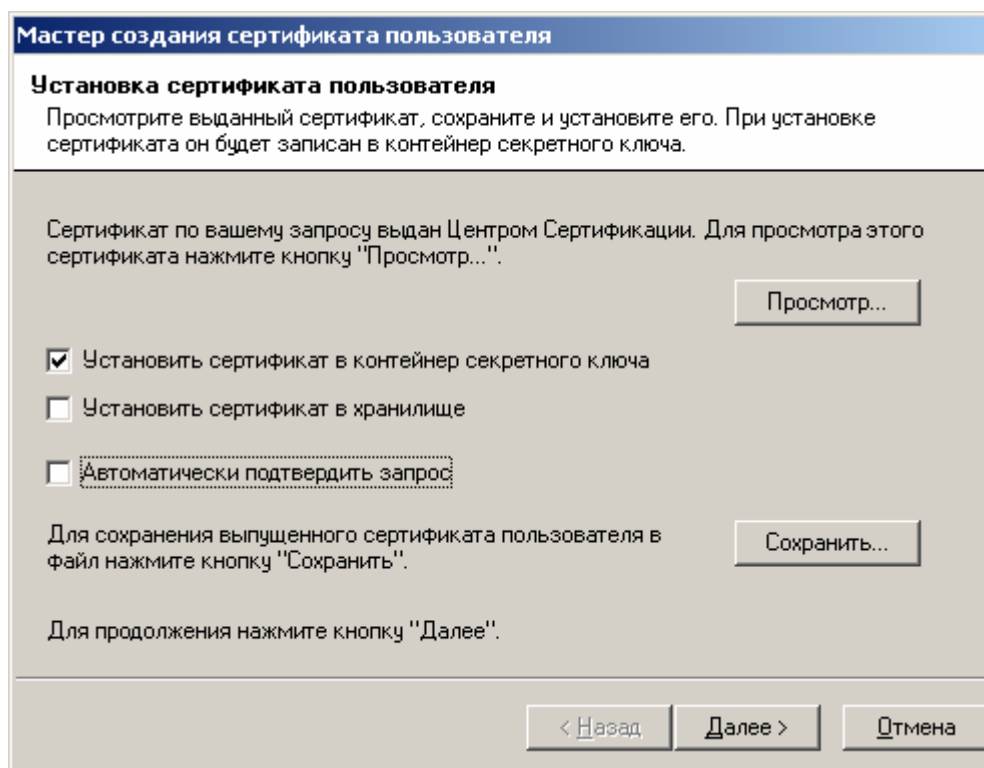 Мастер создания сертификата пользователя
Установка сертификата пользователя
Просмотрите выданный сертификат, сохраните и установите его. При установке
сертификата он будет записан в контейнер секретного ключа.
Сертификат по вашему запросу выдан Центром Сертификации. Для просмотра этого
сертификата нажмите кнопку "Просмотр...".
Просмотр...
Установить сертификат в контейнер секретного ключа
Установить сертификат в хранилище
Автоматически подтвердить запрос
Для сохранения выпущенного сертификата пользователя в
файл нажмите кнопку "Сохранить".
Сохранить...
Для продолжения нажмите кнопку "Далее".
< Назад Далее > Отмена